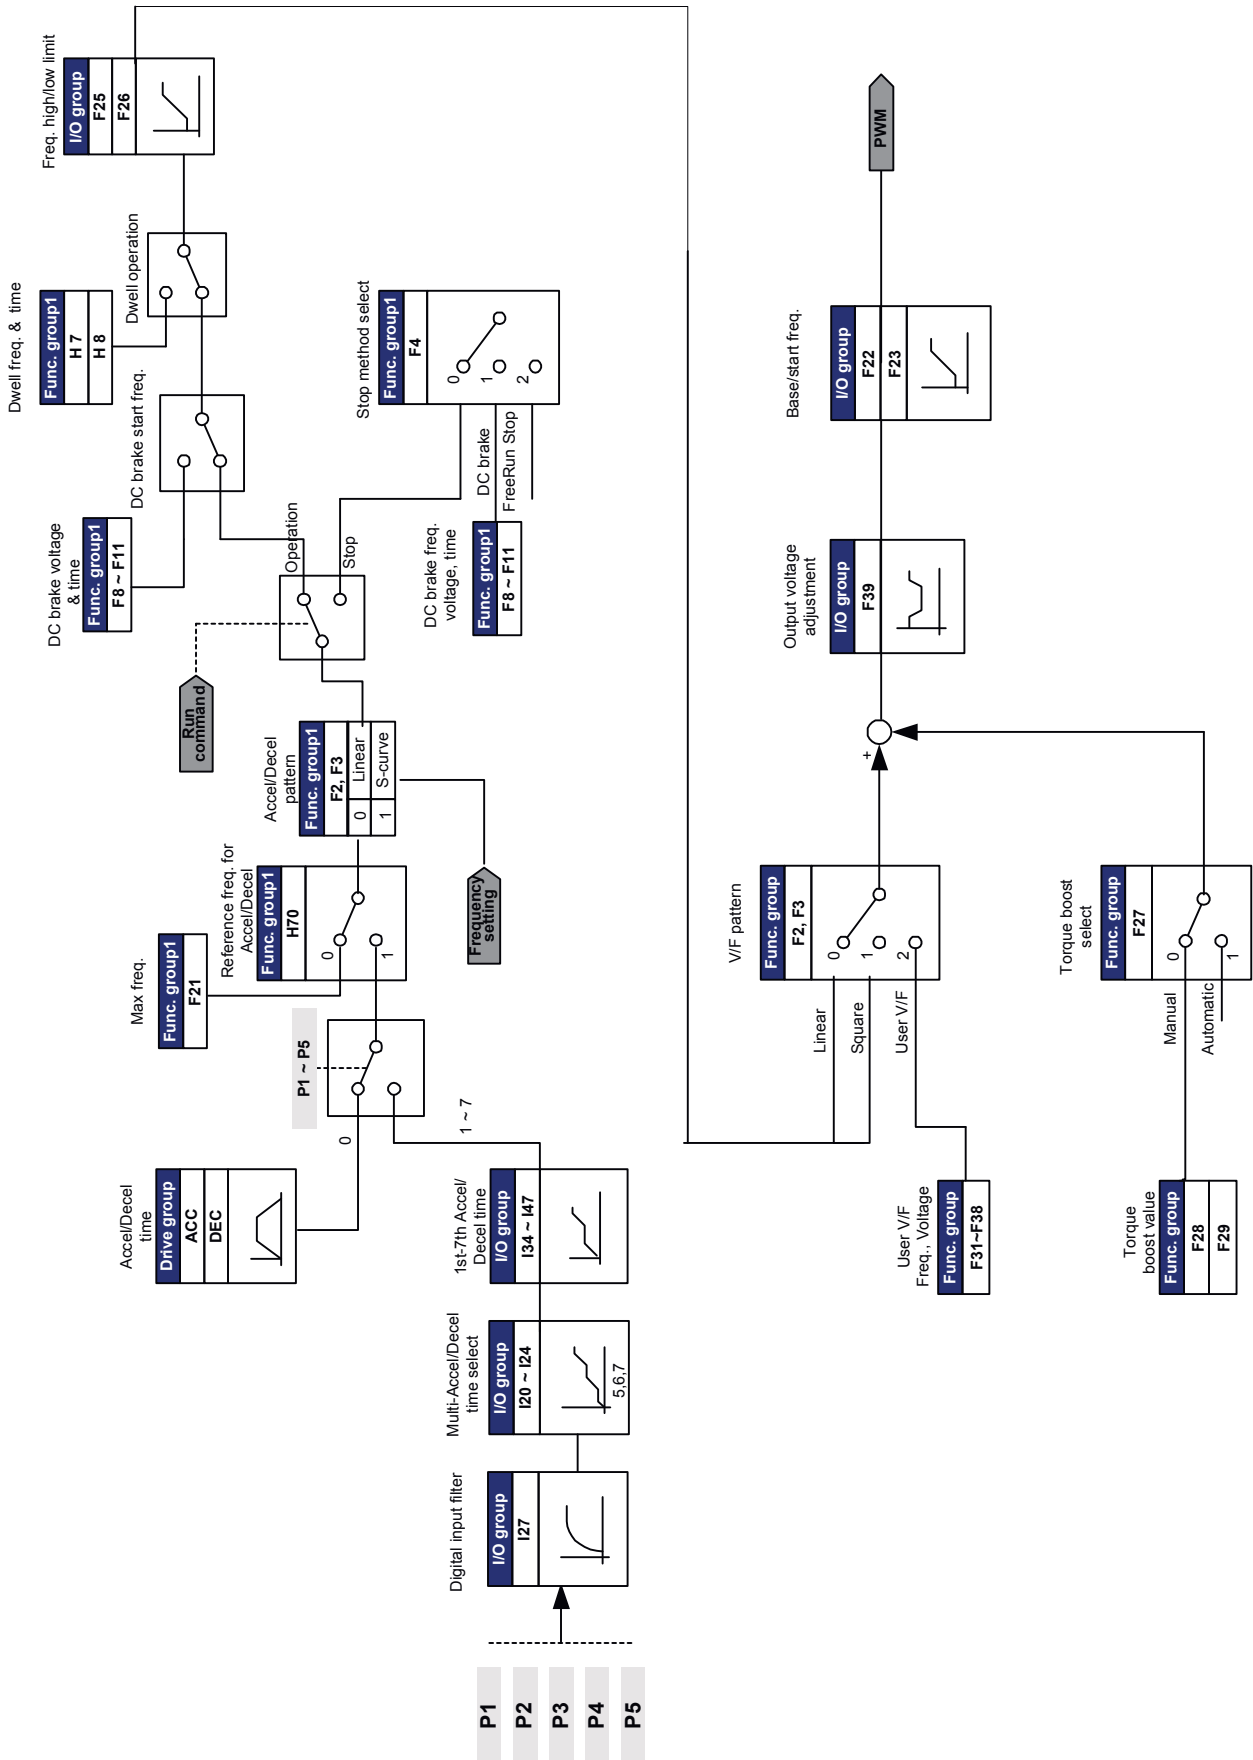 P1
P2
P3
P4
P5
Digital input filter
I/O group
I27
Multi-Accel/Decel
time select
I/O group
I20 ~ I24
5,6,7
1st-7th Accel/
Decel time
I/O group
I34 ~ I47
Accel/Decel
time
Drive group
ACC
DEC
0
1 ~ 7
P1 ~ P5
Max freq.
Func. group1
F21
Reference freq. for
Accel/Decel
Func. group1
H70
0
1
Frequency
setting
Accel/Decel
pattern
Func. group1
F2, F3
0
Linear
1
S-curve
Run
command
Operation
Stop
DC brake voltage
& time
Func. group1
F8 ~ F11
DC brake start freq.
DC brake freq.
voltage, time
Func. group1
F8 ~ F11
DC brake
FreeRun Stop
Stop method select
Func. group1
F4
0
1
2
Dwell freq. & time
Func. group1
H 7
H 8
Dwell operation
Freq. high/low limit
I/O group
F25
F26
User V/F
Freq., Voltage
Func. group
F31~F38
Linear
Square
User V/F
V/F pattern
Func. group
F2, F3
0
1
2
Torque
boost value
Func. group
F28
F29
Manual
Automatic
Torque boost
select
Func. group
F27
0
1
+
Output voltage
adjustment
I/O group
F39
Base/start freq.
I/O group
F22
F23
PWM